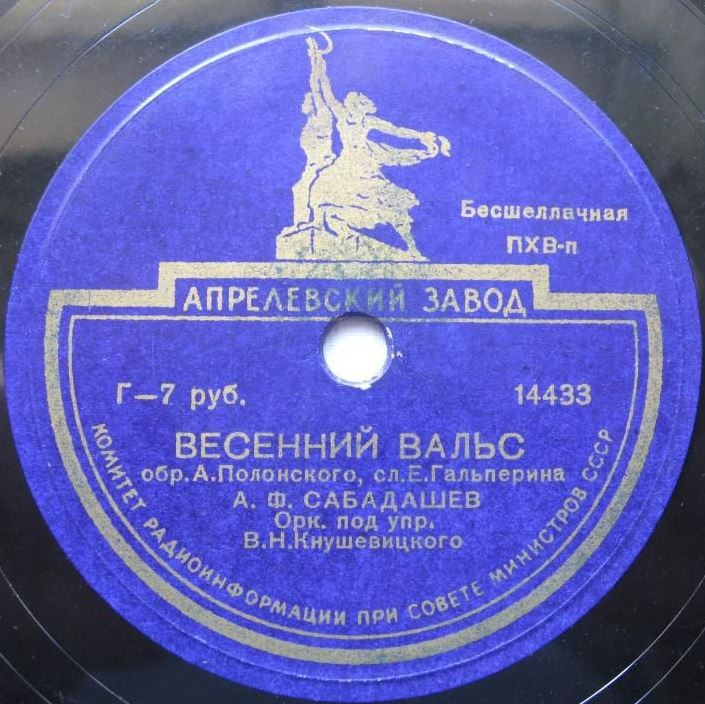 Бесшеллачная
ПХВ-п
АПРЕЛЕВСКИЙ ЗАВОД
Г—7 руб.
14433
ВЕСЕННИЙ ВАЛЬС
обр.А.Полонского, сл.Е.Гальперина
А. Ф. САБАДАШЕВ
Орк. под упр.
В.Н.Кнушевицкого
КОМИТЕТ РАДИОИНФОРМАЦИИ ПРИ СОВЕТЕ МИНИСТРОВ СССР